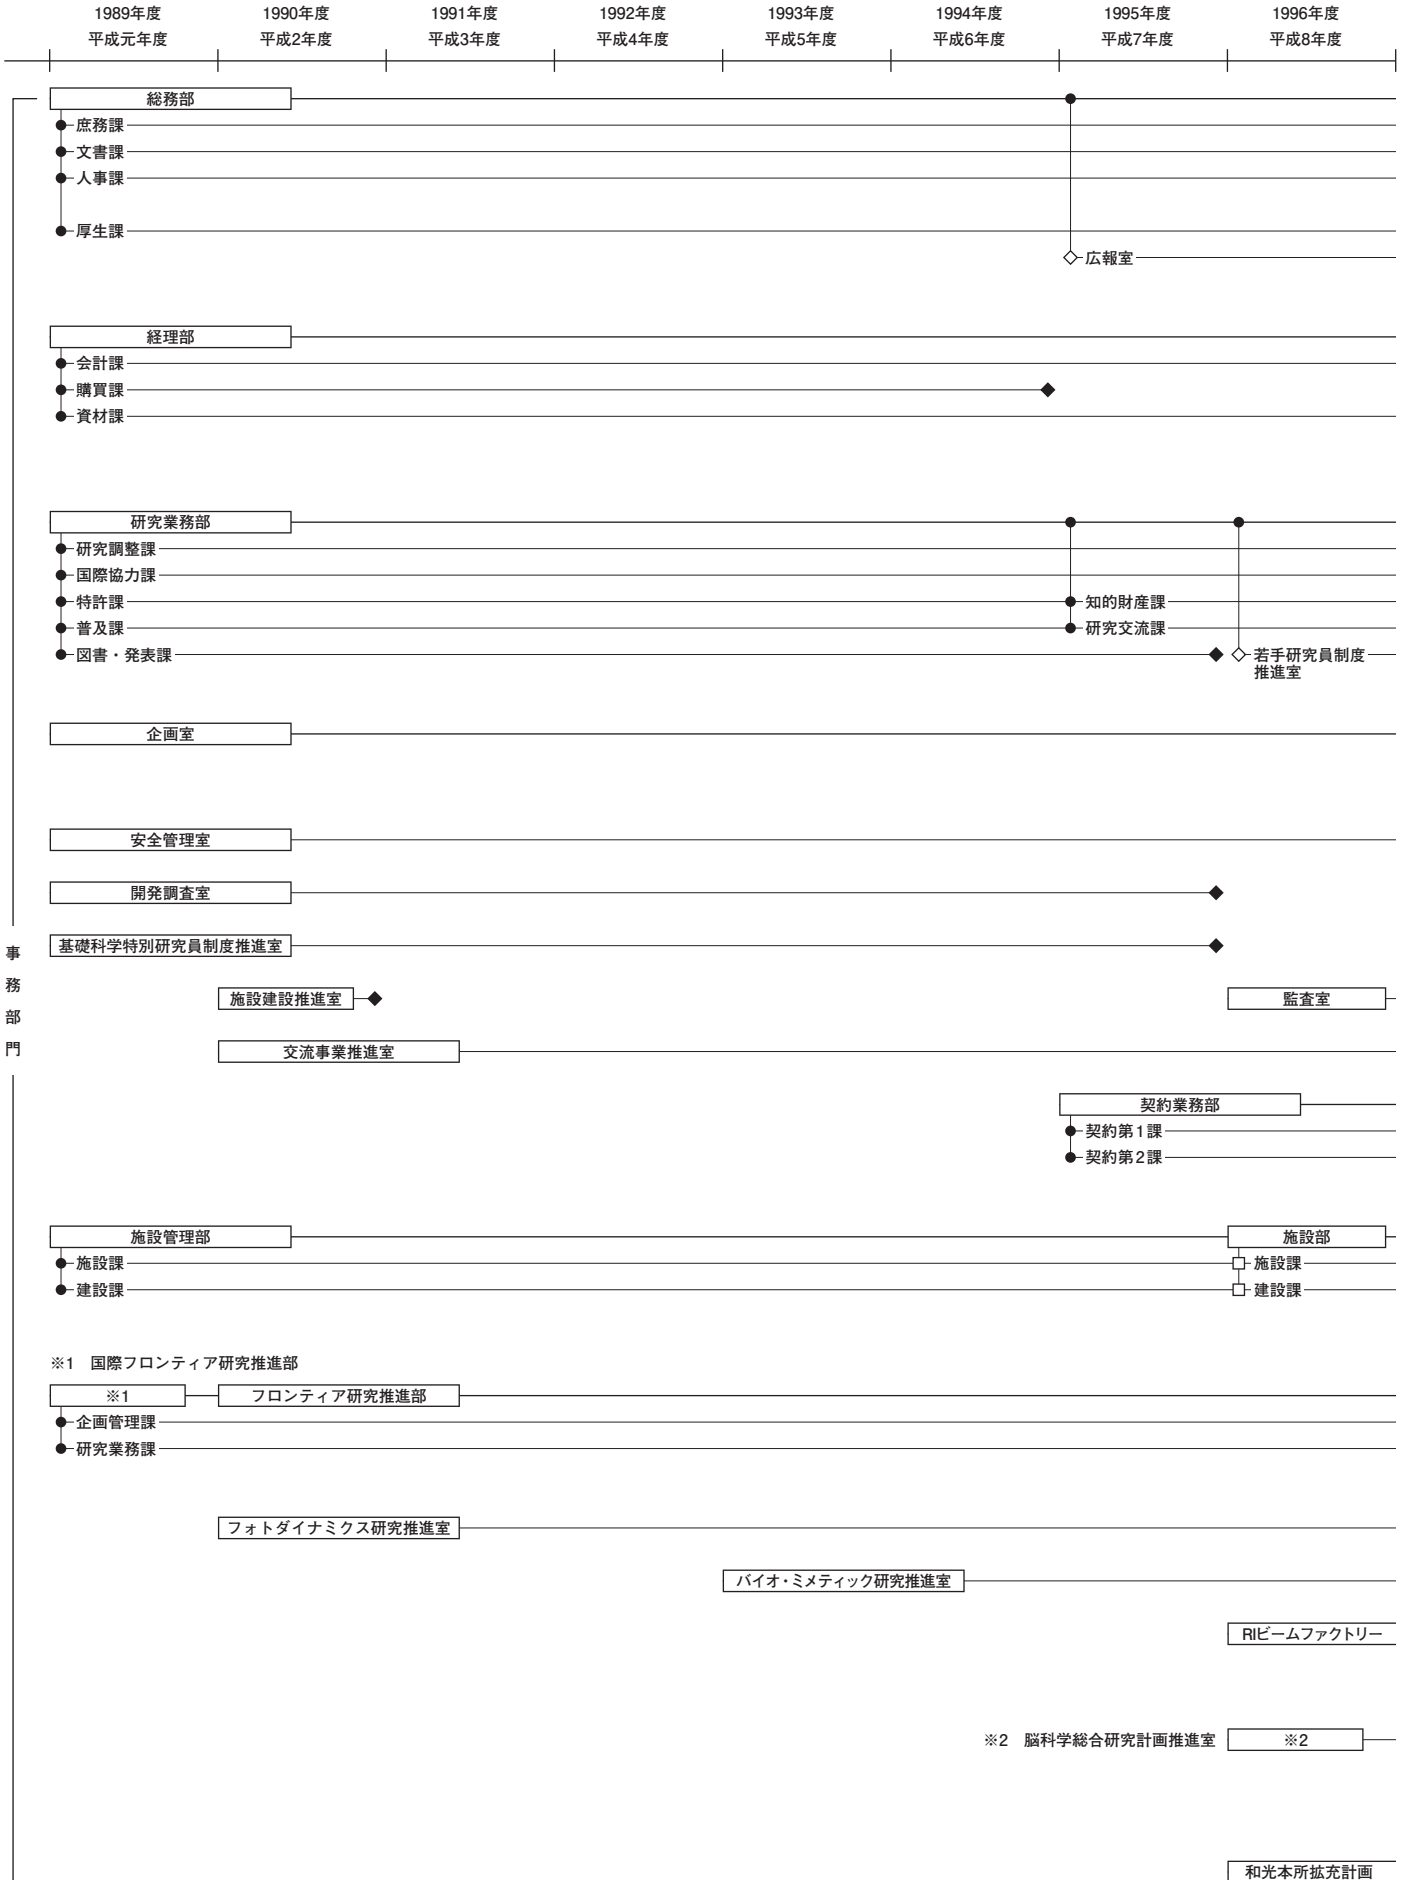 1989年度 1990年度 1991年度 1992年度 1993年度 1994年度 1995年度 1996年度
平成元年度 平成2年度 平成3年度 平成4年度 平成5年度 平成6年度 平成7年度 平成8年度
総務部
庶務課
文書課
人事課
厚生課
広報室
経理部
会計課
購買課
資材課
研究業務部
研究調整課
国際協力課
特許課 知的財産課
普及課 研究交流課
図書・発表課 若手研究員制度
推進室
企画室
安全管理室
開発調査室
事務部門
基礎科学特別研究員制度推進室
施設建設推進室 監査室
交流事業推進室
契約業務部
契約第1課
契約第2課
施設管理部 施設部
施設課 施設課
建設課 建設課
※1 国際フロンティア研究推進部
※1 フロンティア研究推進部
企画管理課
研究業務課
フォトダイナミクス研究推進室
バイオ・ミメティック研究推進室
RIビームファクトリー
※2 脳科学総合研究計画推進室 ※2
和光本所拡充計画